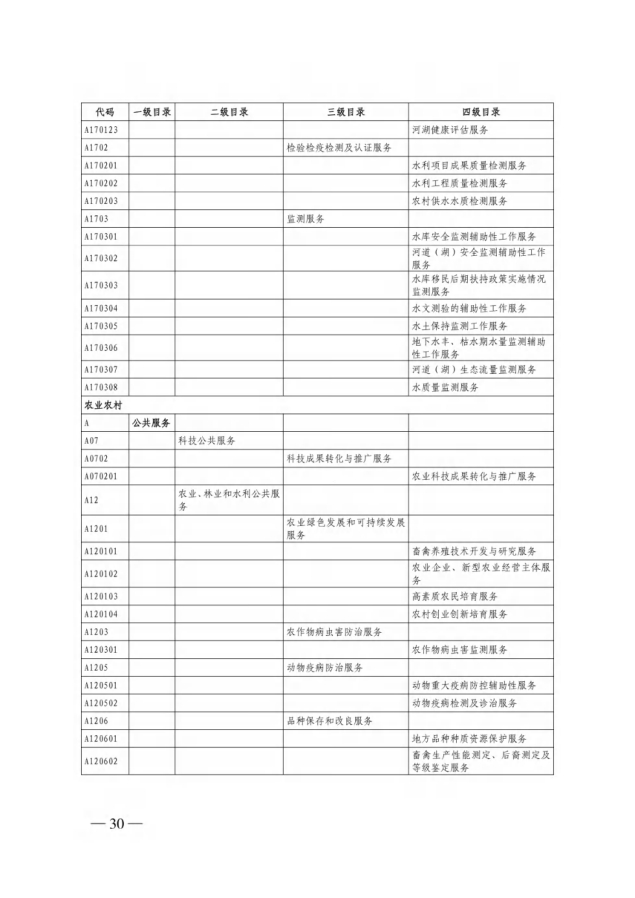 代码 一级目录 二级目录 三级目录 四级目录
A170123 河湖健康评估服务
A1702 检验检疫检测及认证服务
A170201 水利项目成果质量检测服务
A170202 水利工程质量检测服务
A170203 农村供水水质检测服务
A1703 监测服务
A170301 水库安全监测辅助性工作服务
A170302 河道（湖）安全监测辅助性工作
服务
A170303 水库移民后期扶持政策实施情况
监测服务
A170304 水文测验的辅助性工作服务
A170305 水土保持监测工作服务
A170306 地下水丰、枯水期水量监测辅助
性工作服务
A170307 河道（湖）生态流量监测服务
A170308 水质量监测服务
农业农村
A 公共服务
A07 科技公共服务
A0702 科技成果转化与推广服务
A070201 农业科技成果转化与推广服务
A12 农业、林业和水利公共服
务
A1201 农业绿色发展和可持续发展
服务
A120101 畜禽养殖技术开发与研究服务
A120102 农业企业、新型农业经营主体服
务
A120103 高素质农民培育服务
A120104 农村创业创新培育服务
A1203 农作物病虫害防治服务
A120301 农作物病虫害监测服务
A1205 动物疫病防治服务
A120501 动物重大疫病防控辅助性服务
A120502 动物疫病检测及诊治服务
A1206 品种保存和改良服务
A120601 地方品种种质资源保护服务
A120602 畜禽生产性能测定、后裔测定及
等级鉴定服务
— 30 —